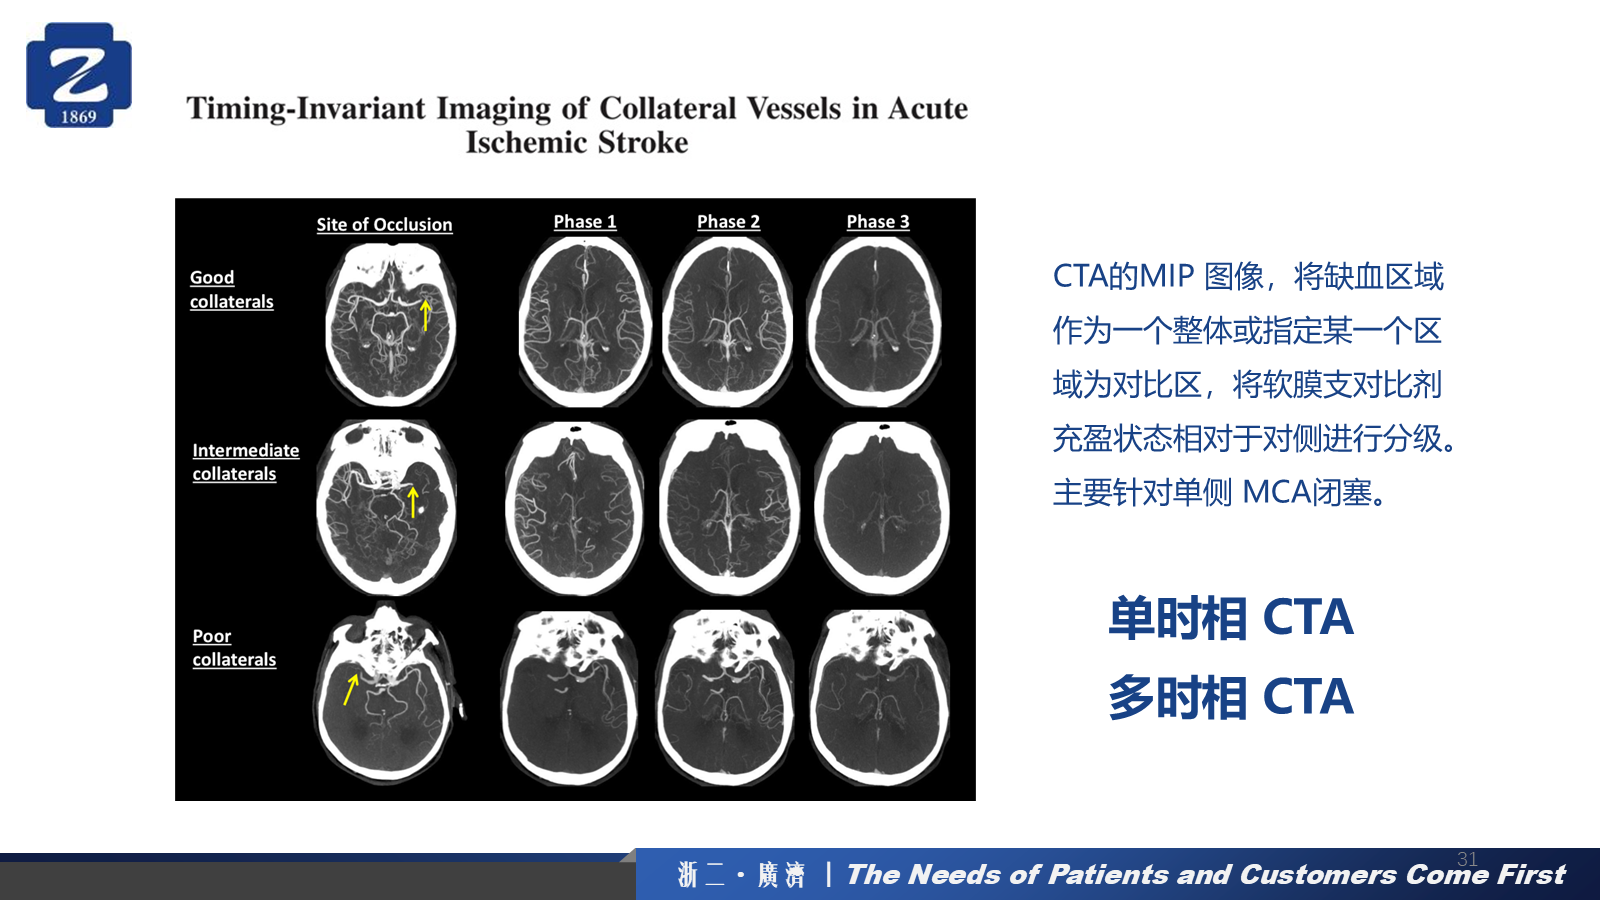 1869
Timing-Invariant Imaging of Collateral Vessels in Acute
Ischemic Stroke
Site of Occlusion
Phase 1
Phase 2
Phase 3
Good
collaterals
Intermediate
collaterals
Poor
collaterals
CTA的MIP 图像，将缺血区域
作为一个整体或指定某一个区
域为对比区，将软膜支对比剂
充盈状态相对于对侧进行分级。
主要针对单侧 MCA闭塞。
单时相 CTA
多时相 CTA
31
浙二·廣濟 | The Needs of Patients and Customers Come First